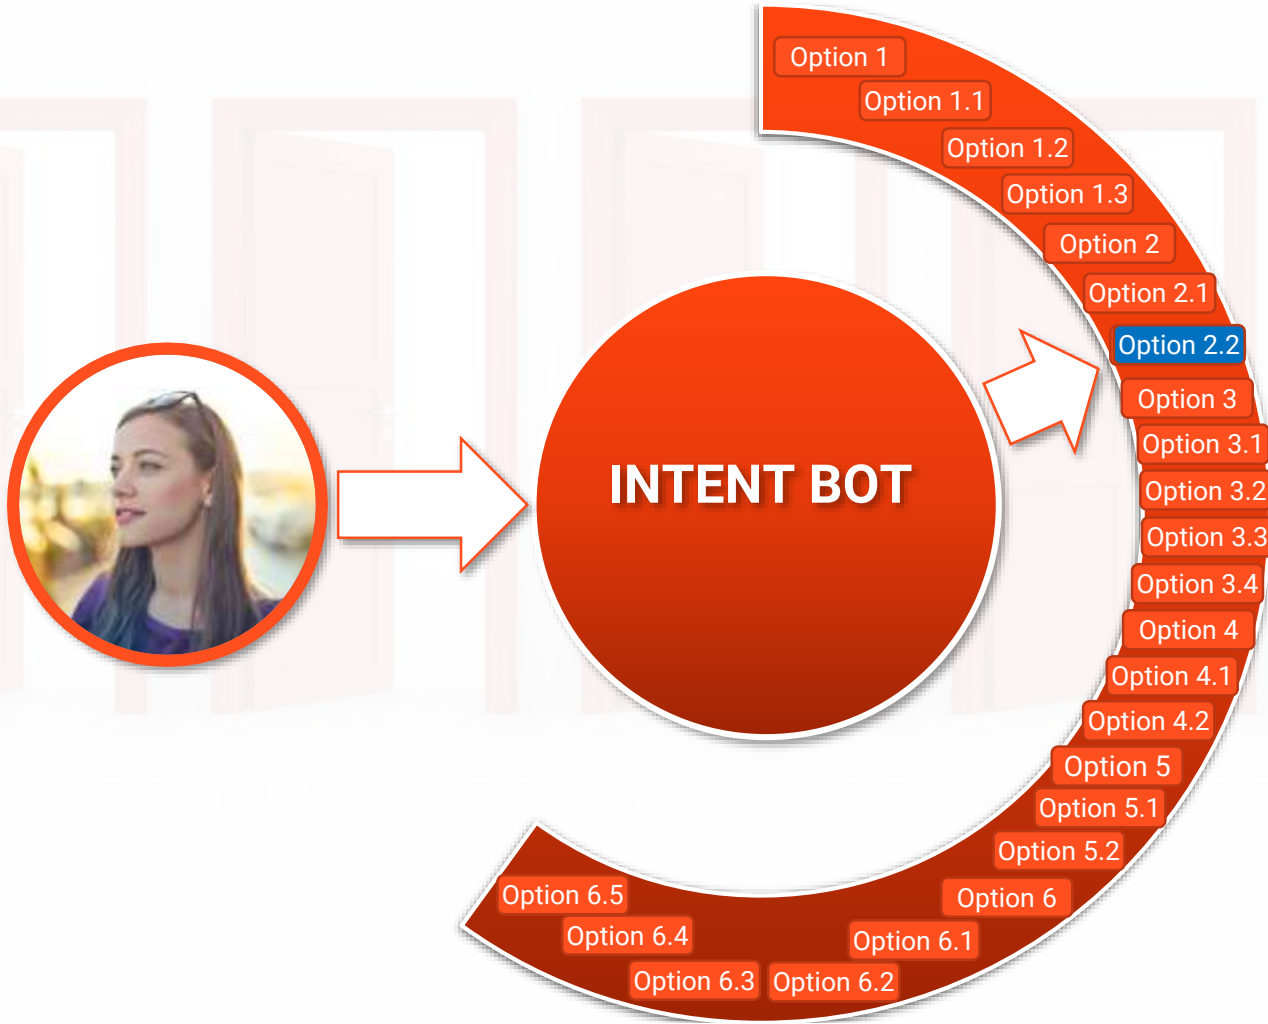 Option 1
Option 1.1
Option 1.2
Option 1.3
Option 2
Option 2.1
Option 2.2
Option 3
Option 3.1
INTENT BOT
Option 3.2
Option 3.3
Option 3.4
Option 4
Option 4.1
Option 4.2
Option 5
Option 5.1
Option 5.2
Option 6
Option 6.1
Option 6.2
Option 6.3
Option 6.4
Option 6.5